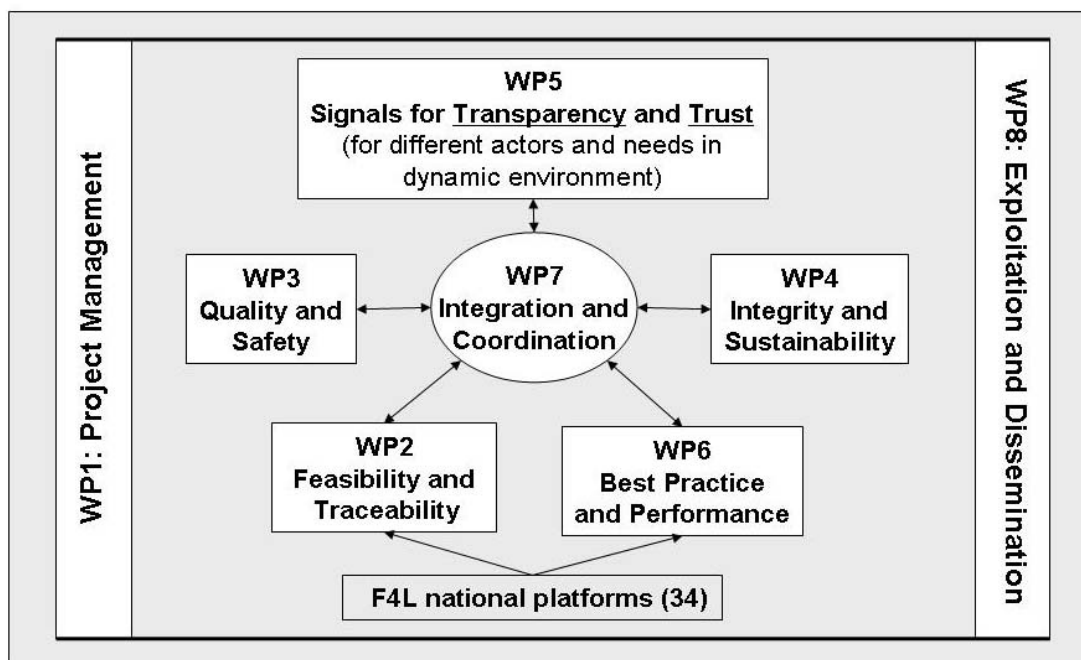 WP1: Project Management
WP5
Signals for Transparency and Trust
(for different actors and needs in
dynamic environment)
WP3
Quality and
Safety
WP7
Integration and
Coordination
WP4
Integrity and
Sustainability
WP2
Feasibility and
Traceability
WP6
Best Practice
and Performance
F4L national platforms (34)
WP8: Exploitation and Dissemination